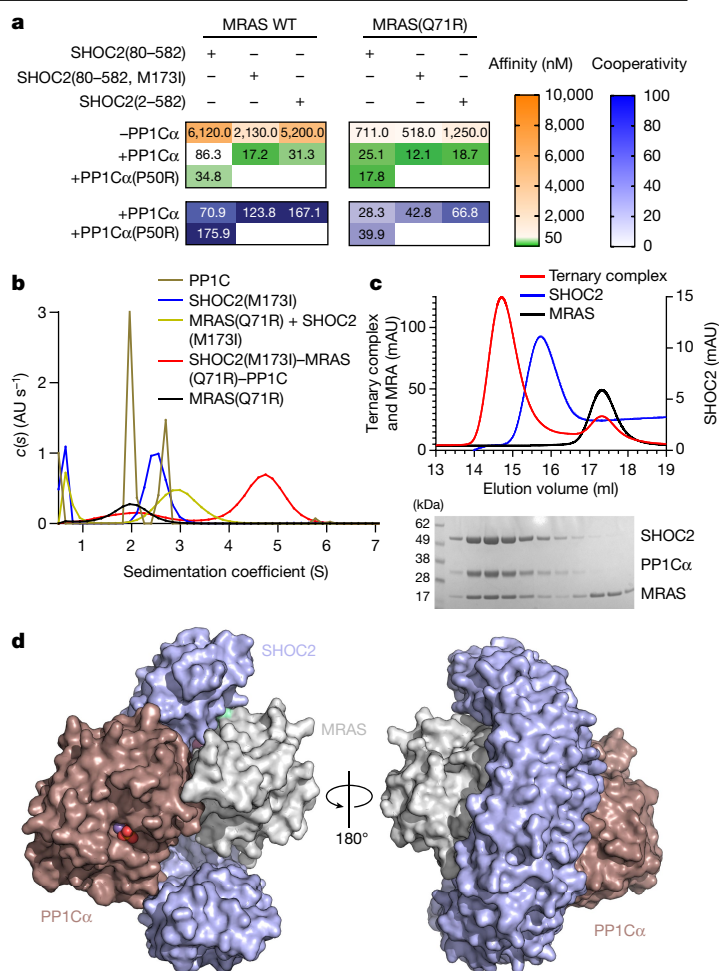 a
MRAS WT MRAS(Q71R)
SHOC2(80–582) + – – + – –
SHOC2(80–582, M173I) – + – – + –
SHOC2(2–582) – – + – – +
Affinity (nM) Cooperativity
–PP1Cα 6,120.0 2,130.0 5,200.0 711.0 518.0 1,250.0
+PP1Cα 86.3 17.2 31.3 25.1 12.1 18.7
+PP1Cα(P50R) 34.8 17.8
+PP1Cα 70.9 123.8 167.1 28.3 42.8 66.8
+PP1Cα(P50R) 175.9 39.9
10,000 100
8,000 80
6,000 60
4,000 40
2,000 20
50 0
b
PP1C
SHOC2(M173I)
MRAS(Q71R) + SHOC2
(M173I)
SHOC2(M173I)–MRAS
(Q71R)–PP1C
MRAS(Q71R)
c(s) (AU s⁻¹)
3
2
1
0
1 2 3 4 5 6 7
Sedimentation coefficient (S)
c
Ternary complex
SHOC2
MRAS
Ternary complex
and MRA (mAU)
100
50
0
15
10
5
0
SHOC2 (mAU)
13 14 15 16 17 18 19
Elution volume (ml)
(kDa)
62
49
38
28
17
SHOC2
PP1Cα
MRAS
d
SHOC2
MRAS
180°
PP1Cα
PP1Cα